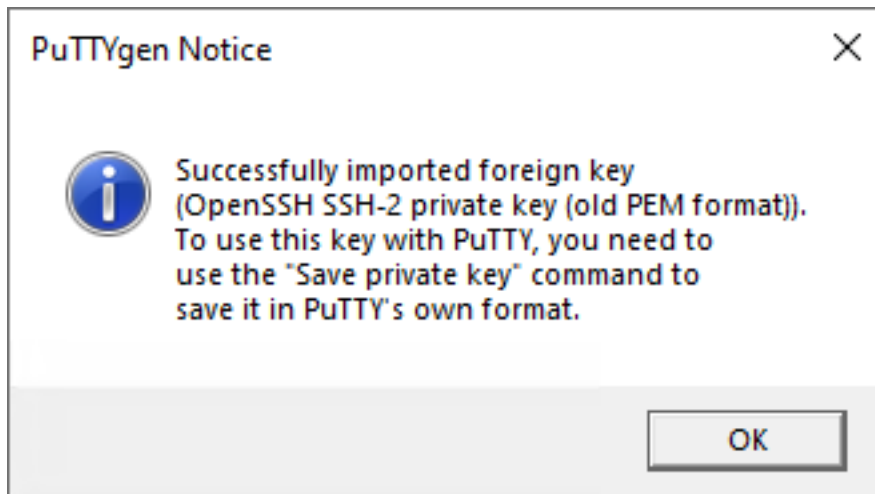 PuTTYgen Notice
Successfully imported foreign key
(OpenSSH SSH-2 private key (old PEM format)).
To use this key with PuTTY, you need to
use the "Save private key" command to
save it in PuTTY's own format.
OK